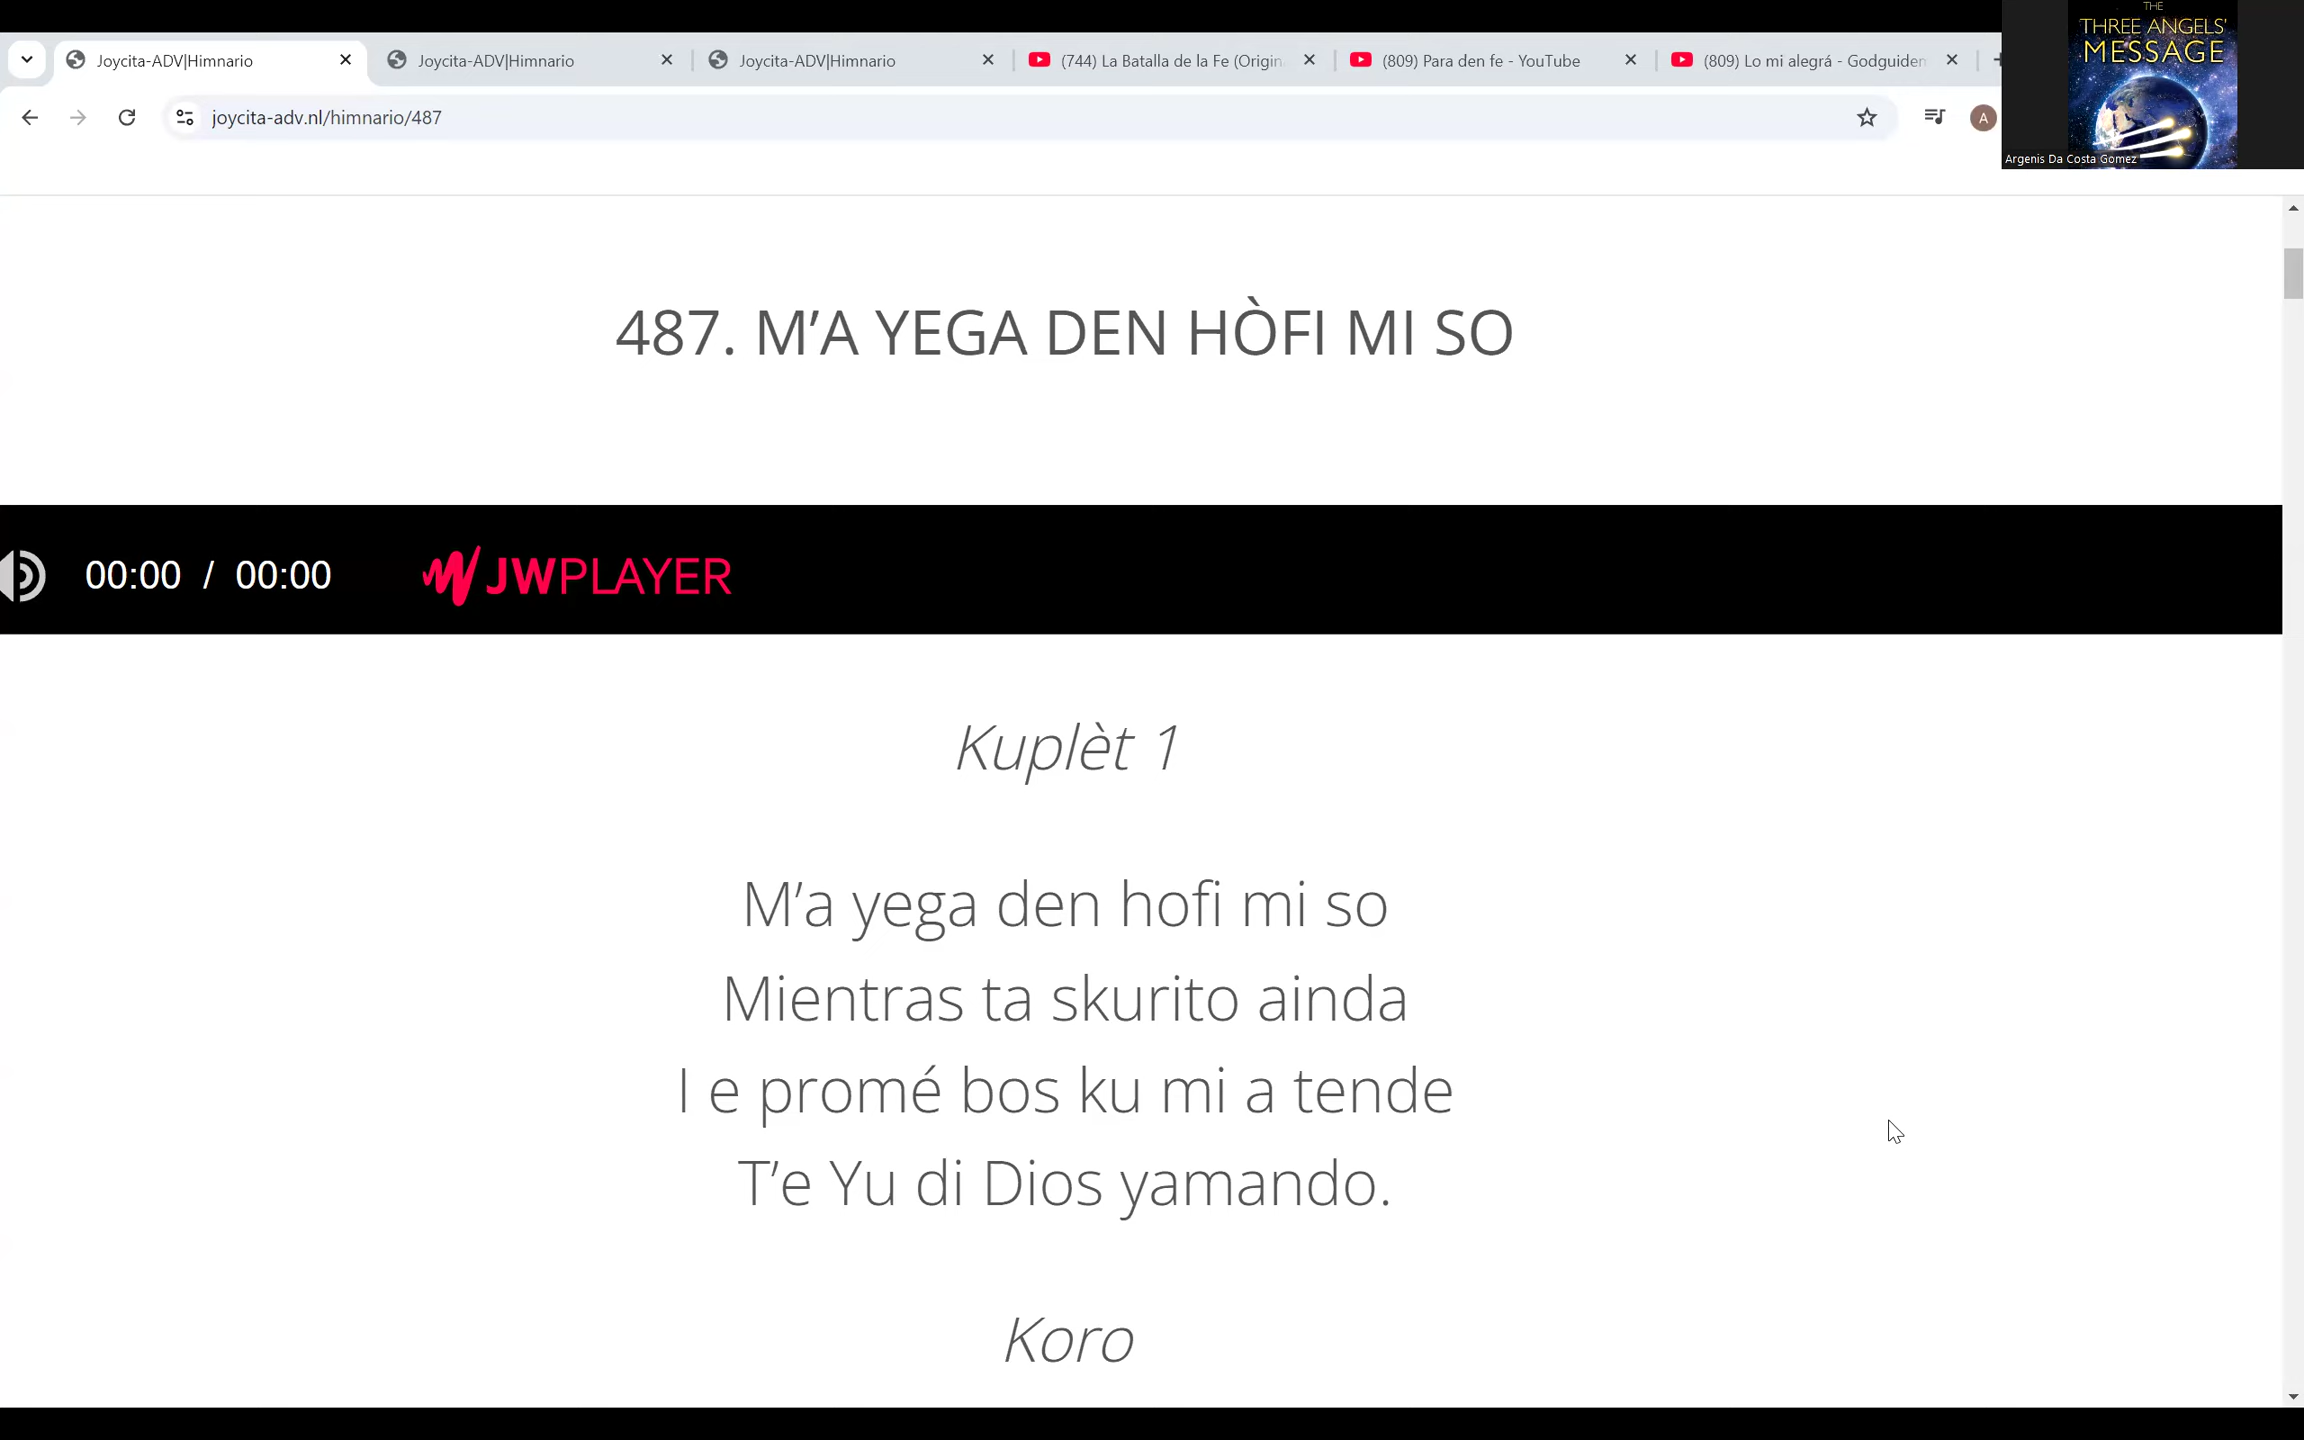 THE
THREE ANGELS'
MESSAGE
Argenis Da Costa Gomez
Joycita-ADV|Himnario
Joycita-ADV|Himnario
Joycita-ADV|Himnario
(744) La Batalla de la Fe (Origin
(809) Para den fe - YouTube
(809) Lo mi alegrá - Godguiden
joycita-adv.nl/himnario/487
A
487. M’A YEGA DEN HÒFI MI SO
00:00 / 00:00
JWPLAYER
Kuplèt 1
M’a yega den hofi mi so
Mientras ta skurito ainda
I e promé bos ku mi a tende
T’e Yu di Dios yamando.
Koro